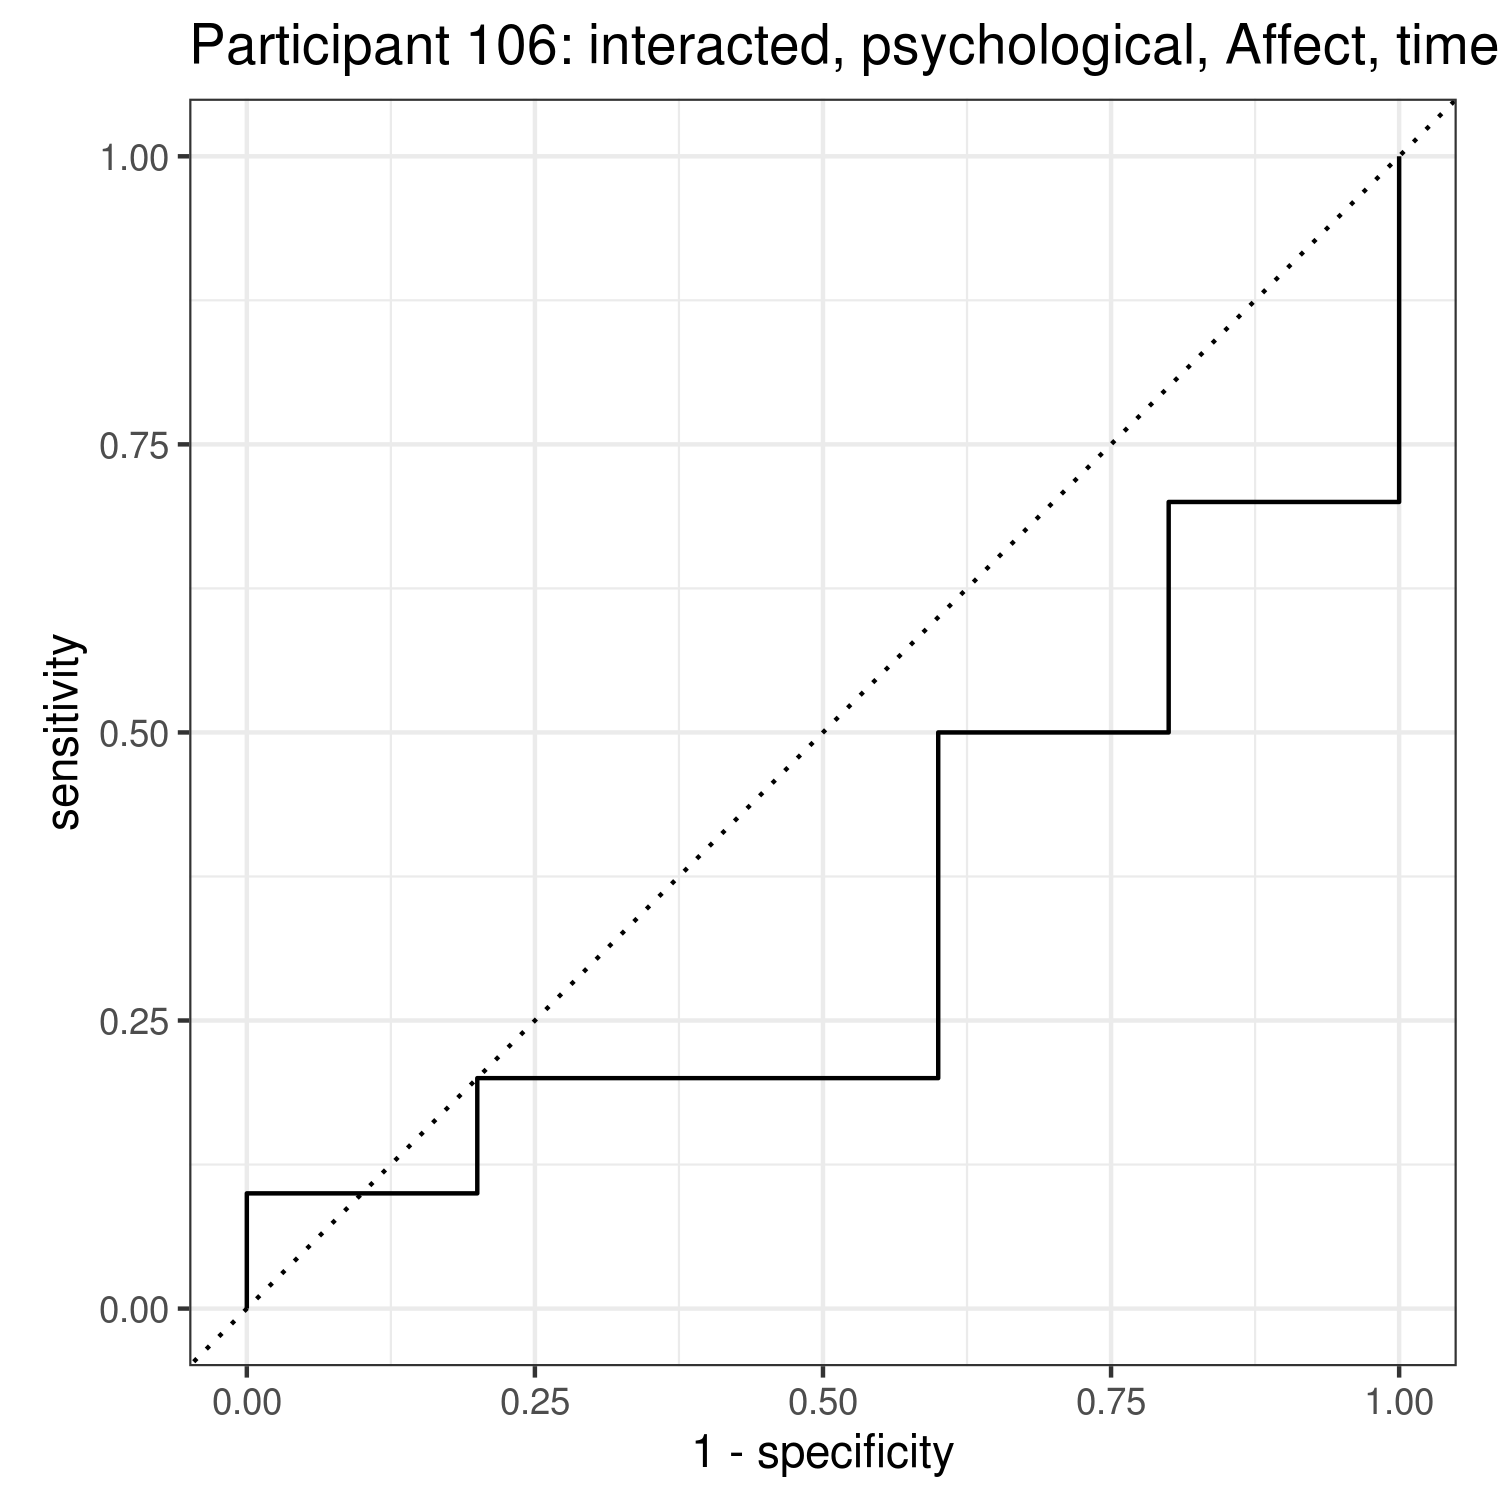 Participant 106: interacted, psychological, Affect, time
1.00
0.75
0.50
0.25
0.00
sensitivity
0.00 0.25 0.50 0.75 1.00
1 - specificity